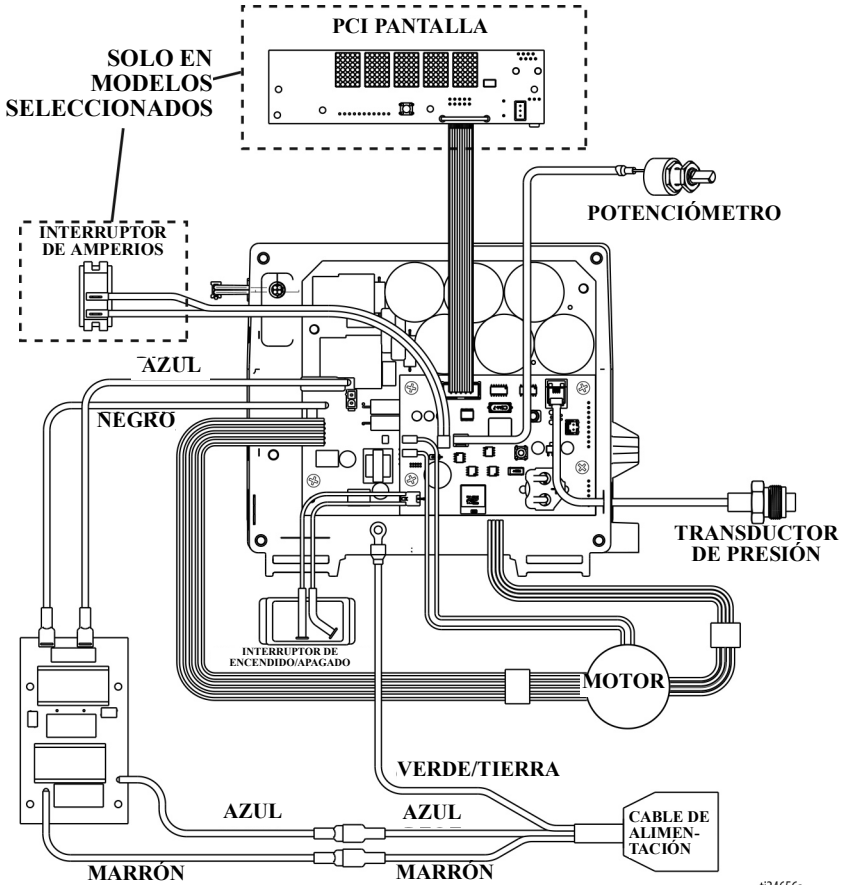 PCI PANTALLA
SOLO EN
MODELOS
SELECCIONADOS
POTENCIÓMETRO
INTERRUPTOR
DE AMPERIOS
AZUL
NEGRO
TRANSDUCTOR
DE PRESIÓN
INTERRUPTOR DE
ENCENDIDO/APAGADO
MOTOR
VERDE/TIERRA
AZUL
AZUL
CABLE DE
ALIMEN-
TACIÓN
MARRÓN
MARRÓN